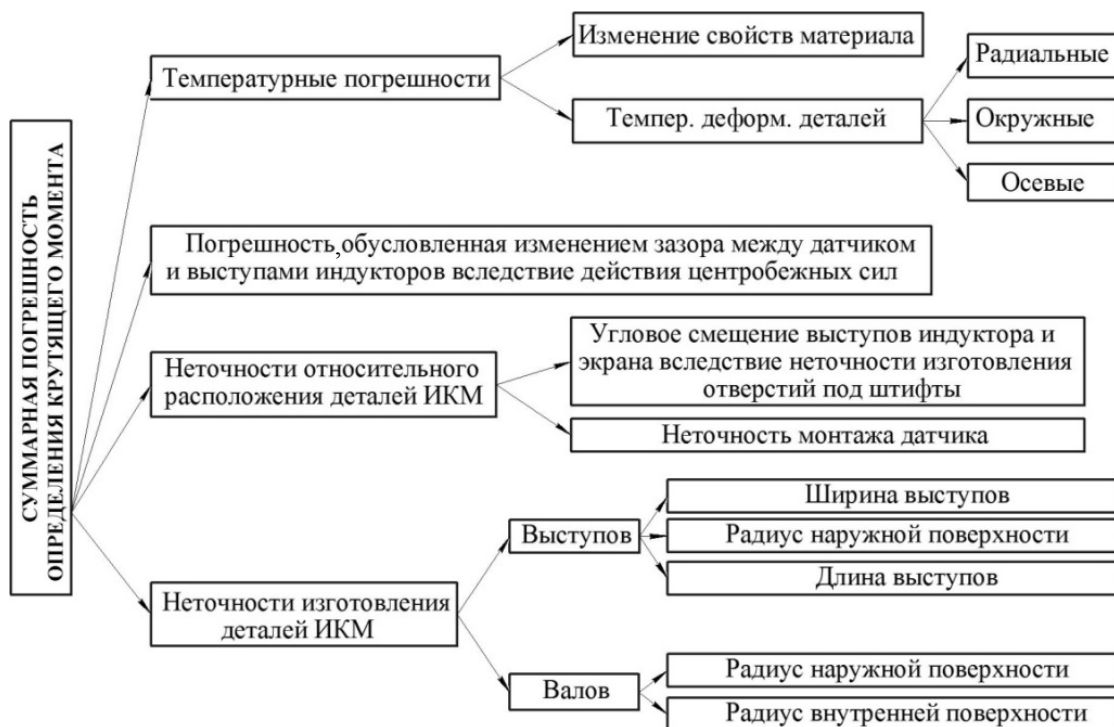 СУММАРНАЯ ПОГРЕШНОСТЬ
ОПРЕДЕЛЕНИЯ КРУТЯЩЕГО МОМЕНТА
Температурные погрешности
Изменение свойств материала
Темпер. деформ. деталей
Радиальные
Окружные
Осевые
Погрешность,обусловленная изменением зазора между датчиком
и выступами индукторов вследствие действия центробежных сил
Неточности относительного
расположения деталей ИКМ
Угловое смещение выступов индуктора и
экрана вследствие неточности изготовления
отверстий под штифты
Неточность монтажа датчика
Неточности изготовления
деталей ИКМ
Выступов
Ширина выступов
Радиус наружной поверхности
Длина выступов
Валов
Радиус наружной поверхности
Радиус внутренней поверхности